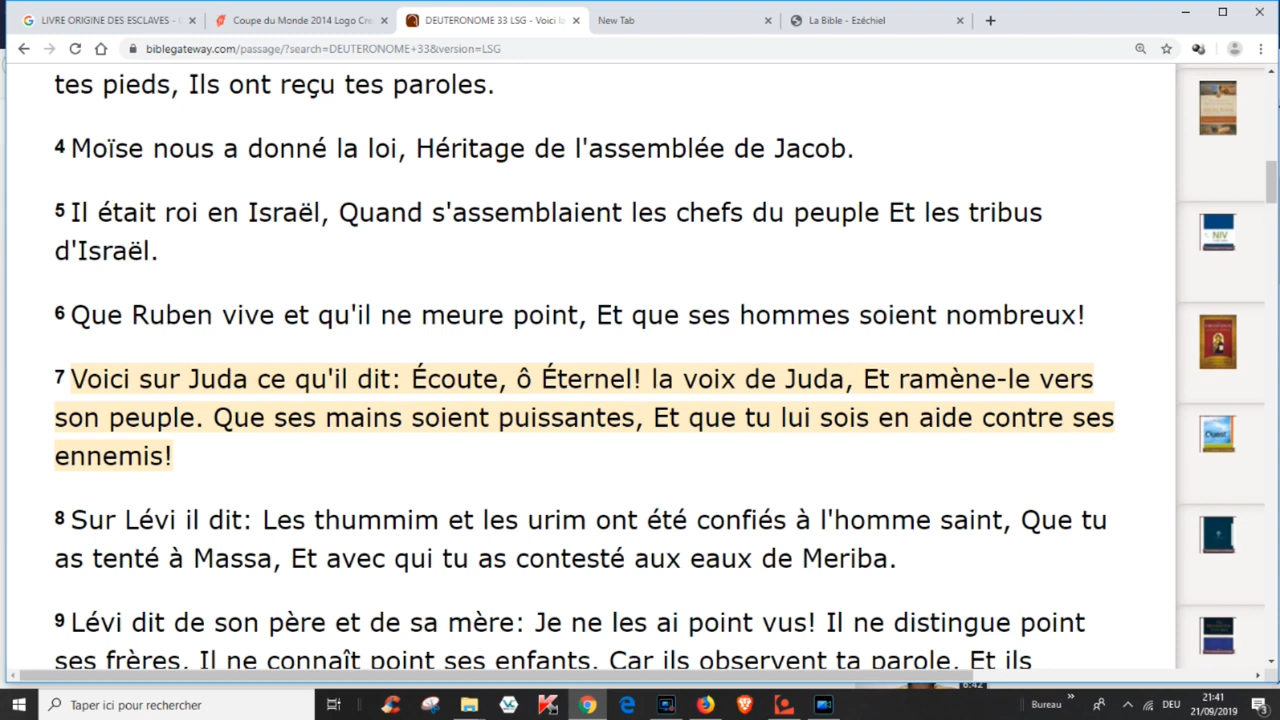 LIVRE ORIGINE DES ESCLAVES -
Coupe du Monde 2014 Logo Cro
DEUTERONOME 33 LSG - Voici la
New Tab
La Bible - Ezéchiel
biblegateway.com/passage/?search=DEUTERONOME+33&version=LSG
tes pieds, Ils ont reçu tes paroles.
4 Moïse nous a donné la loi, Héritage de l'assemblée de Jacob.
5 Il était roi en Israël, Quand s'assemblaient les chefs du peuple Et les tribus
d'Israël.
6 Que Ruben vive et qu'il ne meure point, Et que ses hommes soient nombreux!
7 Voici sur Juda ce qu'il dit: Écoute, ô Éternel! la voix de Juda, Et ramène-le vers
son peuple. Que ses mains soient puissantes, Et que tu lui sois en aide contre ses
ennemis!
8 Sur Lévi il dit: Les thummim et les urim ont été confiés à l'homme saint, Que tu
as tenté à Massa, Et avec qui tu as contesté aux eaux de Meriba.
9 Lévi dit de son père et de sa mère: Je ne les ai point vus! Il ne distingue point
ses frères, Il ne connaît point ses enfants. Car ils observent ta parole, Et ils
NIV
Quest
Taper ici pour rechercher
Bureau
DEU
21:41
21/09/2019
3